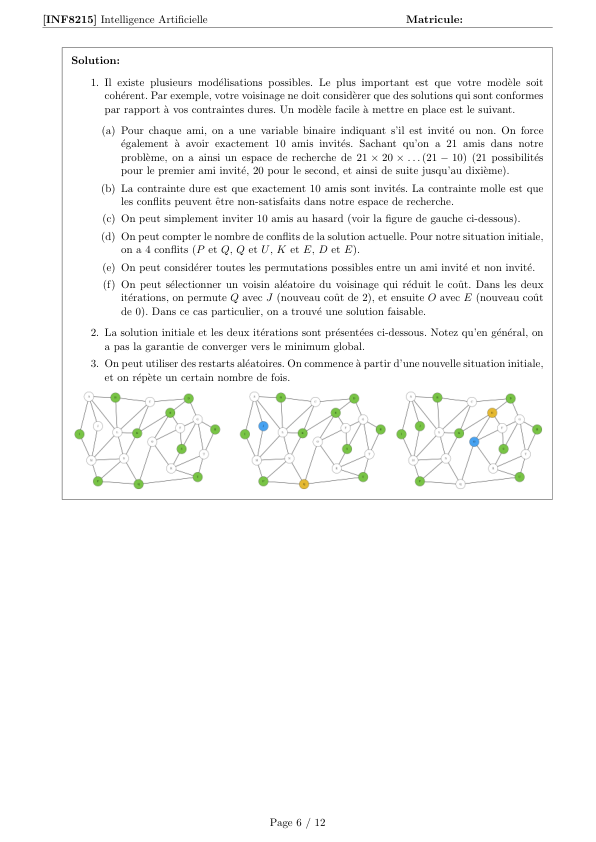 [INF8215] Intelligence Artificielle Matricule:
Solution:
1. Il existe plusieurs modélisations possibles. Le plus important est que votre modèle soit
cohérent. Par exemple, votre voisinage ne doit considèrer que des solutions qui sont conformes
par rapport à vos contraintes dures. Un modèle facile à mettre en place est le suivant.
(a) Pour chaque ami, on a une variable binaire indiquant s'il est invité ou non. On force
également à avoir exactement 10 amis invités. Sachant qu'on a 21 amis dans notre
problème, on a ainsi un espace de recherche de 21 × 20 × . . . (21 − 10) (21 possibilités
pour le premier ami invité, 20 pour le second, et ainsi de suite jusqu'au dixième).
(b) La contrainte dure est que exactement 10 amis sont invités. La contrainte molle est que
les conflits peuvent être non-satisfaits dans notre espace de recherche.
(c) On peut simplement inviter 10 amis au hasard (voir la figure de gauche ci-dessous).
(d) On peut compter le nombre de conflits de la solution actuelle. Pour notre situation initiale,
on a 4 conflits (P et Q, Q et U, K et E, D et E).
(e) On peut considérer toutes les permutations possibles entre un ami invité et non invité.
(f) On peut sélectionner un voisin aléatoire du voisinage qui réduit le coût. Dans les deux
itérations, on permute Q avec J (nouveau coût de 2), et ensuite O avec E (nouveau coût
de 0). Dans ce cas particulier, on a trouvé une solution faisable.
2. La solution initiale et les deux itérations sont présentées ci-dessous. Notez qu'en général, on
a pas la garantie de converger vers le minimum global.
3. On peut utiliser des restarts aléatoires. On commence à partir d'une nouvelle situation initiale,
et on répète un certain nombre de fois.
Page 6 / 12